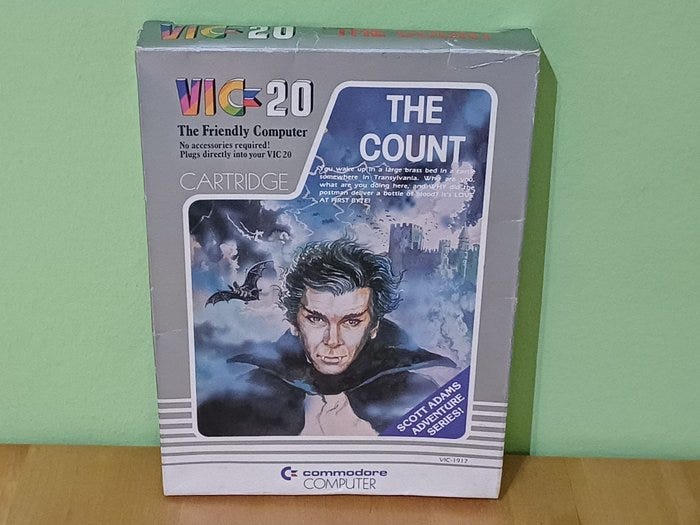 VIC-20 THE COUNT
VIC-20
The Friendly Computer
No accessories required!
Plugs directly into your VIC 20
CARTRIDGE
THE
COUNT
You wake up in a large brass bed in a castle
somewhere in Transylvania. Who are you,
what are you doing here, and WHY did the
postman deliver a bottle of blood? It's LOVE
AT FIRST BYTE!
SCOTT ADAMS
ADVENTURE
SERIES!
VIC-1917
commodore
COMPUTER